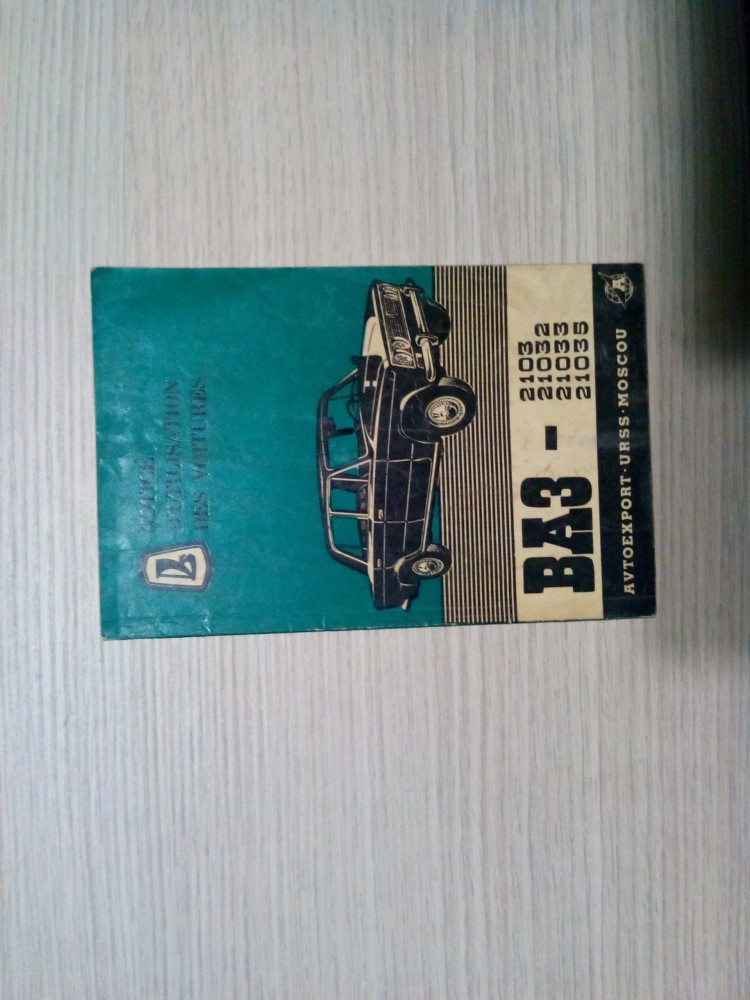 NOTICE
D'UTILISATION
DES VOITURES
ВАЗ - 2103
21032
21033
21035
AVTOEXPORT·URSS·MOSCOU